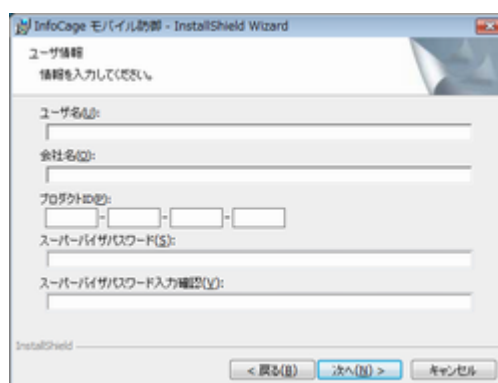 InfoCage モバイル防御 - InstallShield Wizard
ユーザ情報
情報を入力してください。
ユーザ名(U):
会社名(O):
プロダクトID(P):
- - -
スーパーバイザパスワード(S):
スーパーバイザパスワード入力確認(V):
InstallShield
< 戻る(B) 次へ(N) > キャンセル